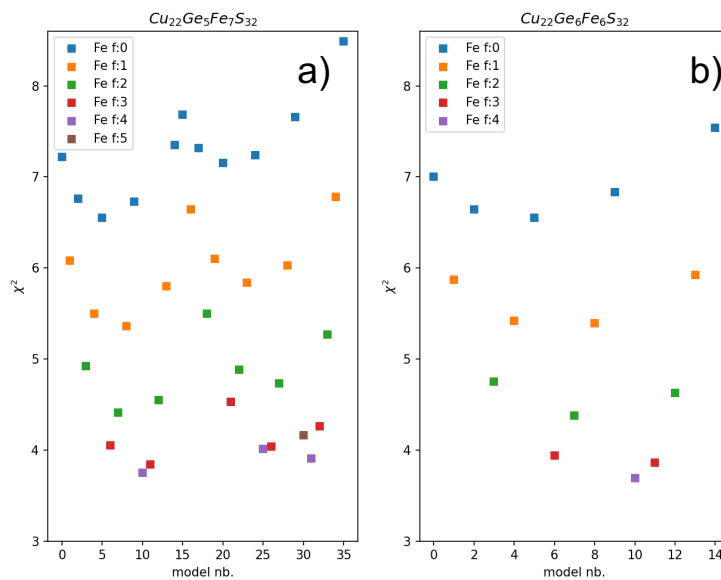 Cu22Ge5Fe7S32
a)
Fe f:0
Fe f:1
Fe f:2
Fe f:3
Fe f:4
Fe f:5
χ²
8
7
6
5
4
3
0 5 10 15 20 25 30 35
model nb.
Cu22Ge6Fe6S32
b)
Fe f:0
Fe f:1
Fe f:2
Fe f:3
Fe f:4
χ²
8
7
6
5
4
3
0 2 4 6 8 10 12 14
model nb.